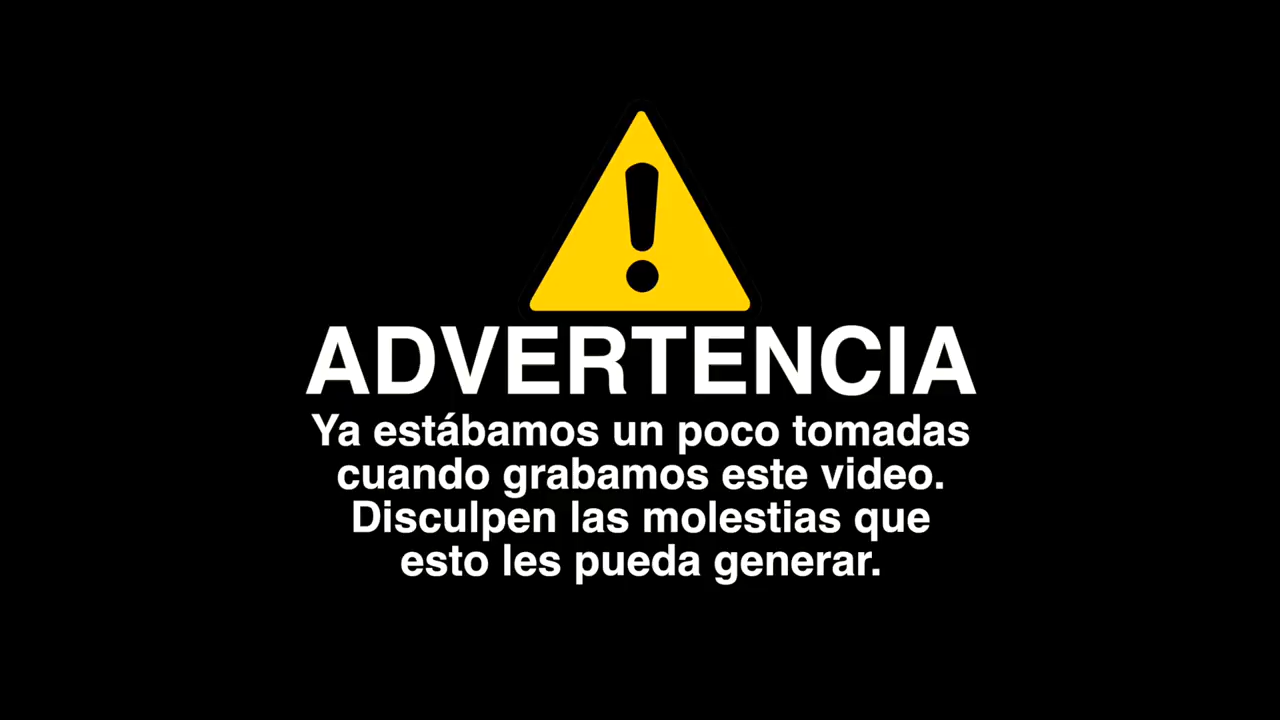 ADVERTENCIA
Ya estábamos un poco tomadas
cuando grabamos este video.
Disculpen las molestias que
esto les pueda generar.